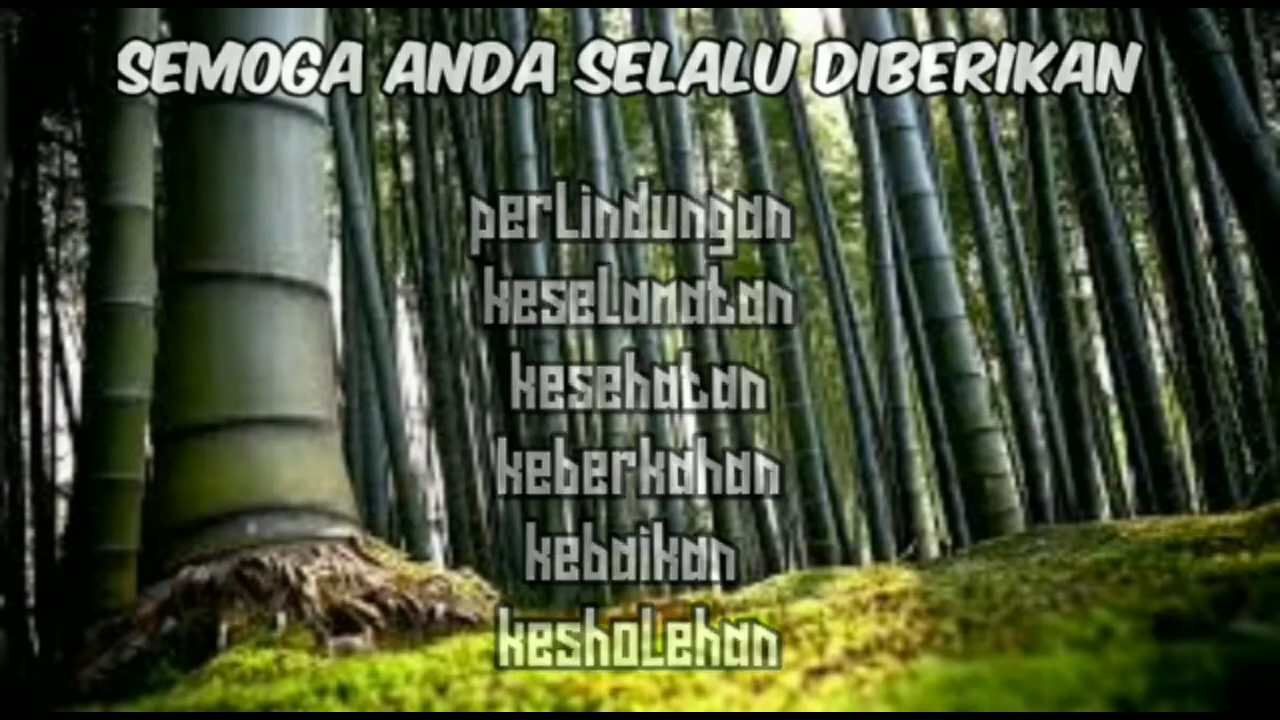 SEMOGA ANDA SELALU DIBERIKAN
perlindungan
keselamatan
kesehatan
keberkahan
kebaikan
kesholehan